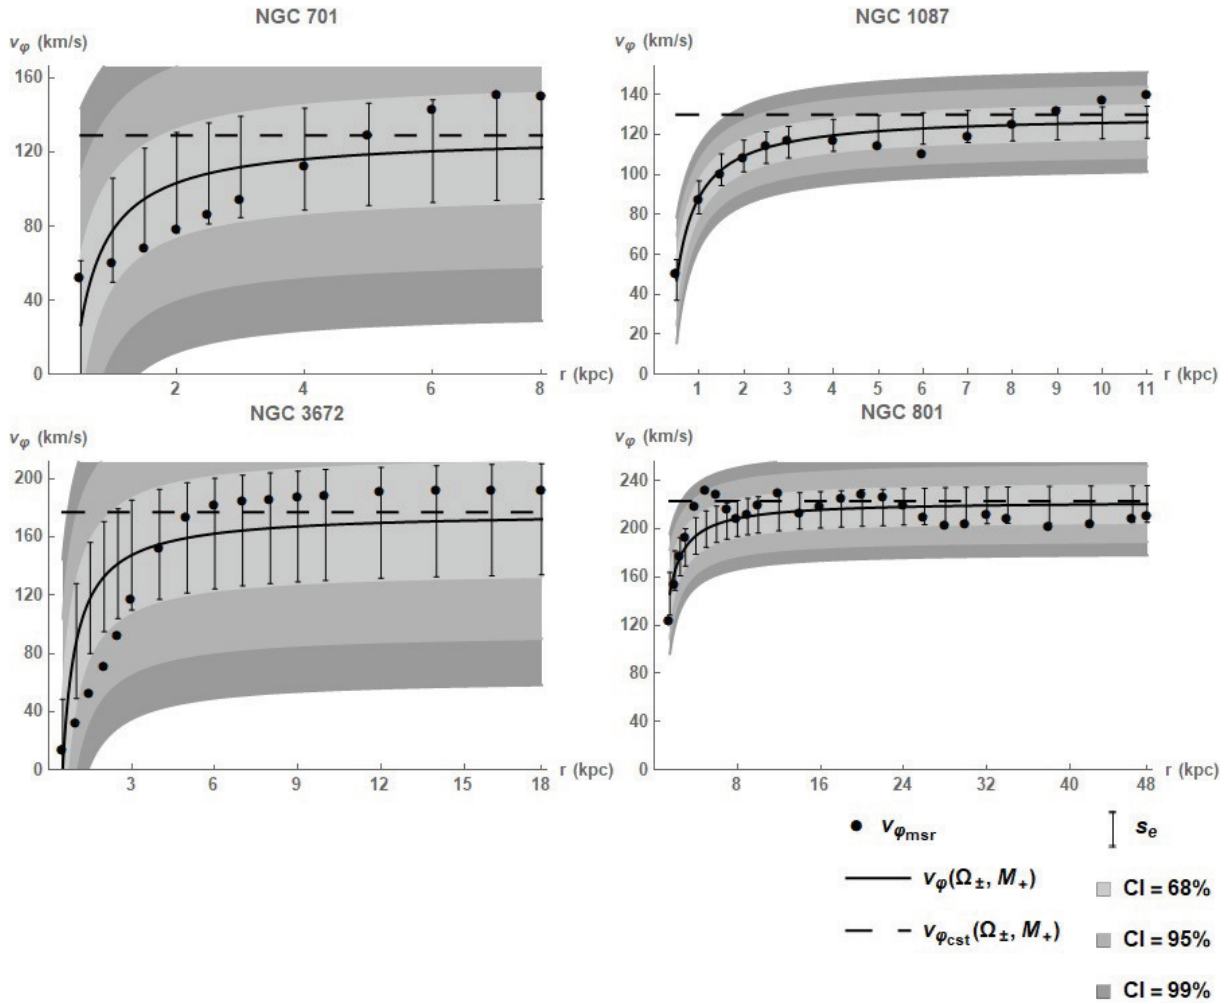 NGC 701
v_φ (km/s)
160
120
80
40
0
2
4
6
8
r (kpc)
NGC 1087
v_φ (km/s)
140
120
100
80
60
40
20
0
1
2
3
4
5
6
7
8
9
10
11
r (kpc)
NGC 3672
v_φ (km/s)
200
160
120
80
40
0
3
6
9
12
15
18
r (kpc)
NGC 801
v_φ (km/s)
240
200
160
120
80
40
0
8
16
24
32
40
48
r (kpc)
v_φmsr
s_e
v_φ(Ω±, M+)
CI = 68%
v_φcst(Ω±, M+)
CI = 95%
CI = 99%